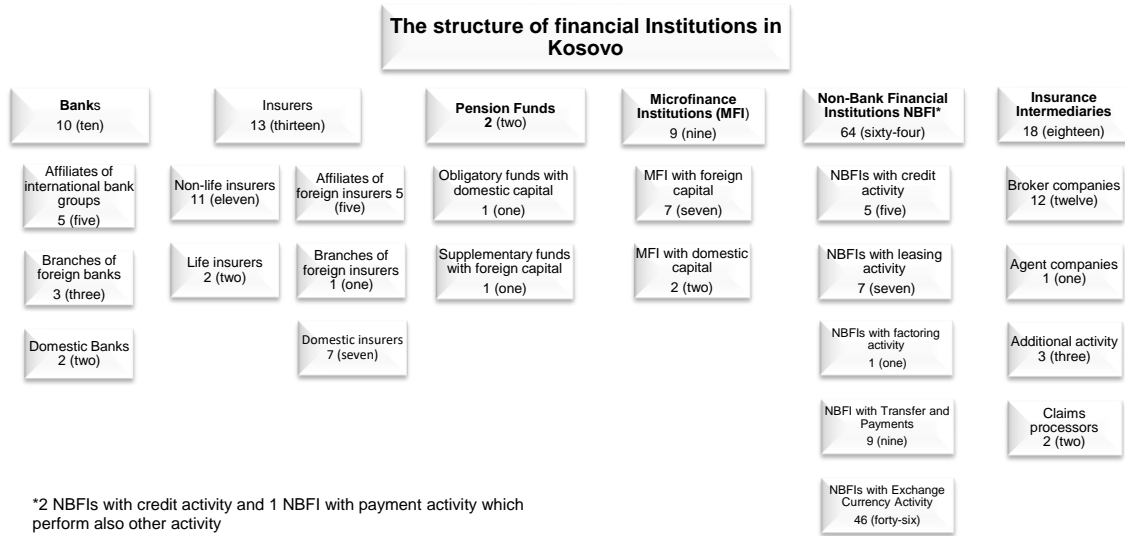 The structure of financial Institutions in
Kosovo
Banks
10 (ten)
Affiliates of
international bank
groups
5 (five)
Branches of
foreign banks
3 (three)
Domestic Banks
2 (two)
Insurers
13 (thirteen)
Non-life insurers
11 (eleven)
Life insurers
2 (two)
Affiliates of
foreign insurers 5
(five)
Branches of
foreign insurers
1 (one)
Domestic insurers
7 (seven)
Pension Funds
2 (two)
Obligatory funds with
domestic capital
1 (one)
Supplementary funds
with foreign capital
1 (one)
Microfinance
Institutions (MFI)
9 (nine)
MFI with foreign
capital
7 (seven)
MFI with domestic
capital
2 (two)
Non-Bank Financial
Institutions NBFI*
64 (sixty-four)
NBFIs with credit
activity
5 (five)
NBFIs with leasing
activity
7 (seven)
NBFIs with factoring
activity
1 (one)
NBFI with Transfer and
Payments
9 (nine)
NBFIs with Exchange
Currency Activity
46 (forty-six)
Insurance
Intermediaries
18 (eighteen)
Broker companies
12 (twelve)
Agent companies
1 (one)
Additional activity
3 (three)
Claims
processors
2 (two)
*2 NBFIs with credit activity and 1 NBFI with payment activity which
perform also other activity